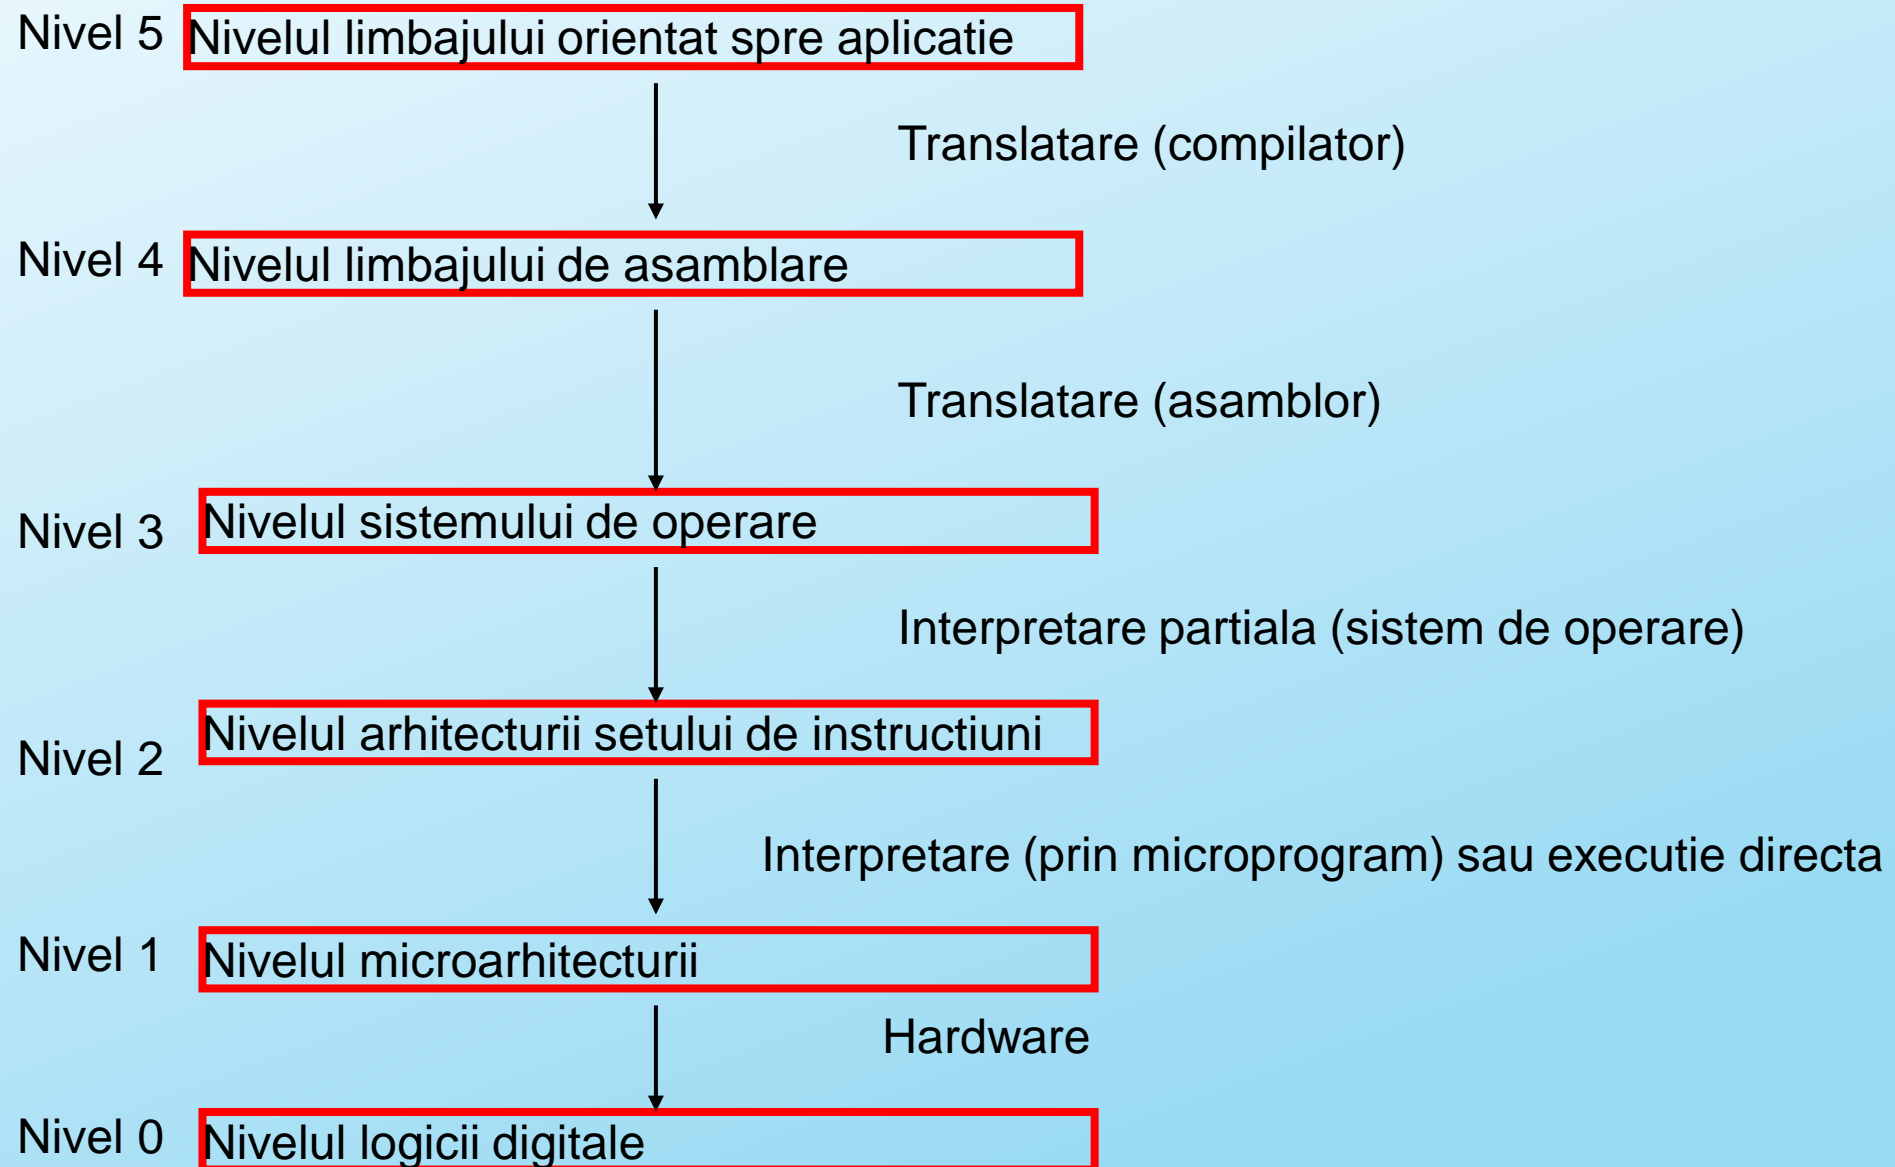 Nivel 5 Nivelul limbajului orientat spre aplicatie
Translatare (compilator)
Nivel 4 Nivelul limbajului de asamblare
Translatare (asamblor)
Nivel 3 Nivelul sistemului de operare
Interpretare partiala (sistem de operare)
Nivel 2 Nivelul arhitecturii setului de instructiuni
Interpretare (prin microprogram) sau executie directa
Nivel 1 Nivelul microarhitecturii
Hardware
Nivel 0 Nivelul logicii digitale